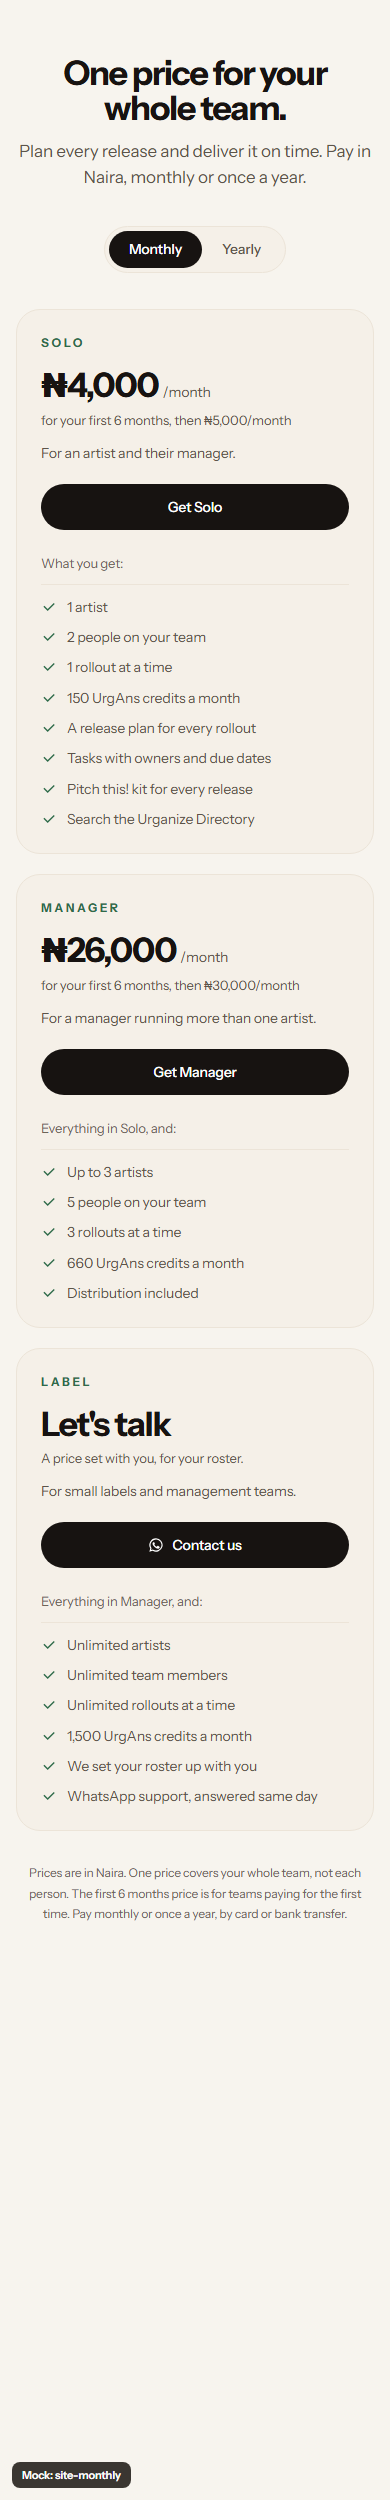 One price for your
whole team.
Plan every release and deliver it on time. Pay in
Naira, monthly or once a year.
Monthly Yearly
SOLO
₦4,000 /month
for your first 6 months, then ₦5,000/month
For an artist and their manager.
Get Solo
What you get:
1 artist
2 people on your team
1 rollout at a time
150 UrgAns credits a month
A release plan for every rollout
Tasks with owners and due dates
Pitch this! kit for every release
Search the Urganize Directory
MANAGER
₦26,000 /month
for your first 6 months, then ₦30,000/month
For a manager running more than one artist.
Get Manager
Everything in Solo, and:
Up to 3 artists
5 people on your team
3 rollouts at a time
660 UrgAns credits a month
Distribution included
LABEL
Let's talk
A price set with you, for your roster.
For small labels and management teams.
Contact us
Everything in Manager, and:
Unlimited artists
Unlimited team members
Unlimited rollouts at a time
1,500 UrgAns credits a month
We set your roster up with you
WhatsApp support, answered same day
Prices are in Naira. One price covers your whole team, not each
person. The first 6 months price is for teams paying for the first
time. Pay monthly or once a year, by card or bank transfer.
Mock: site-monthly